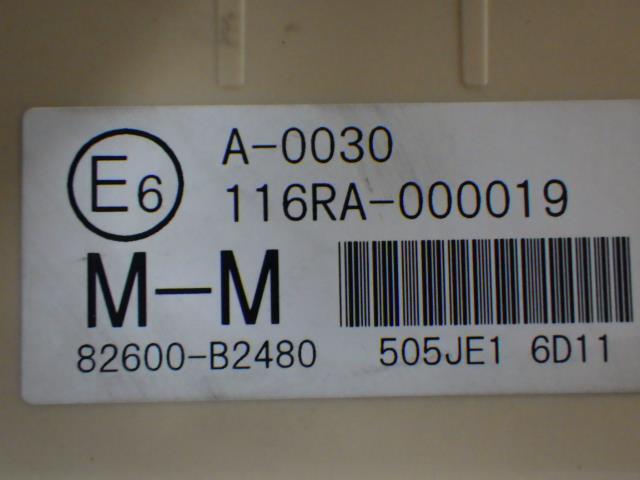 E6
A-0030
116RA-000019
M-M
82600-B2480
505JE1 6D11